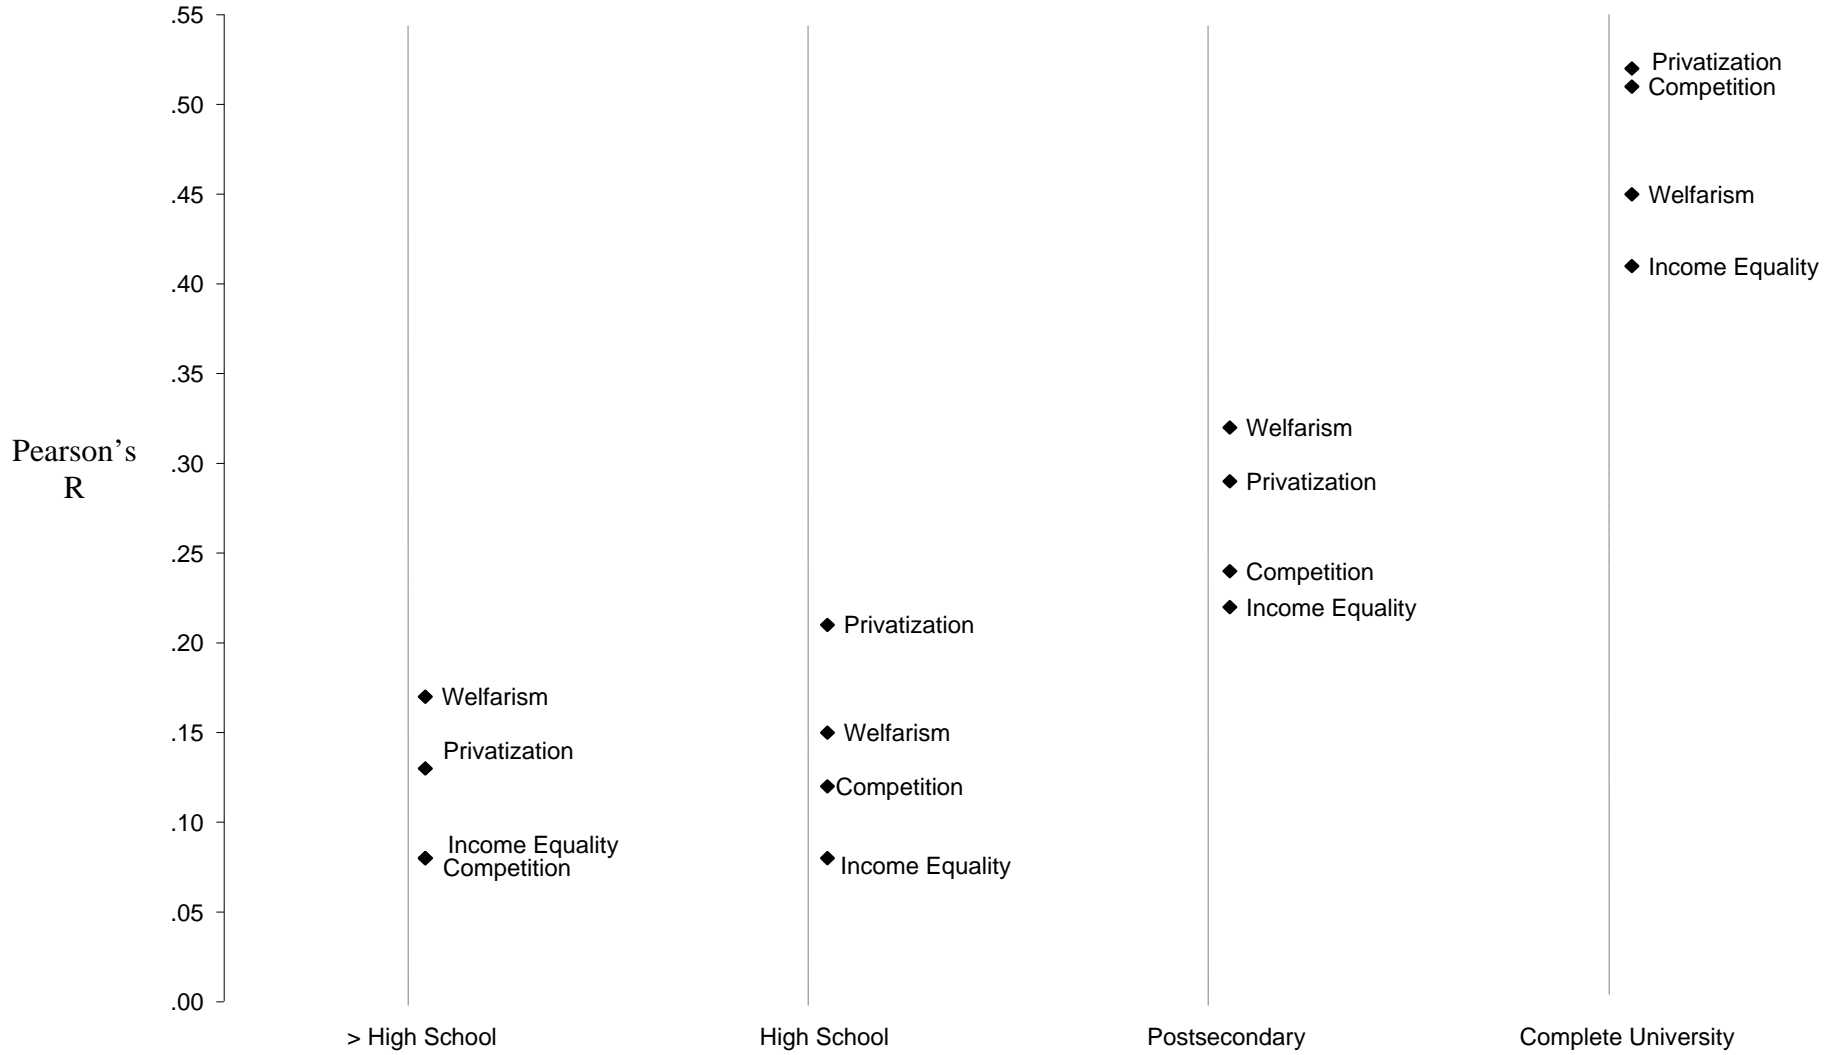 .55
.50
.45
.40
.35
.30
.25
.20
.15
.10
.05
.00
Pearson’s
R
Welfarism
Privatization
Income Equality
Competition
Privatization
Welfarism
Competition
Income Equality
Welfarism
Privatization
Competition
Income Equality
Privatization
Competition
Welfarism
Income Equality
> High School
High School
Postsecondary
Complete University